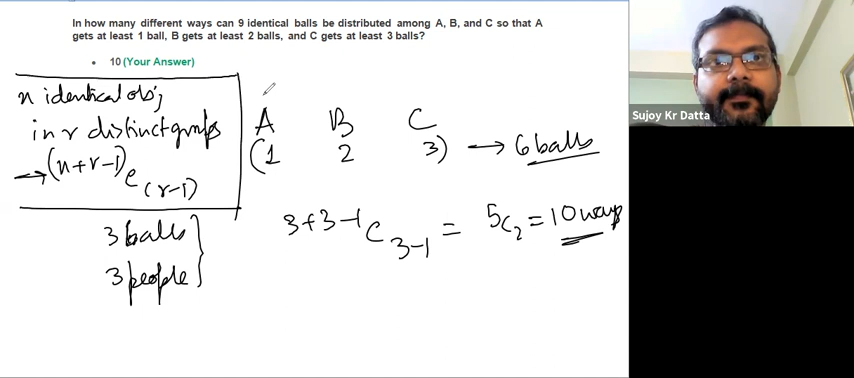 In how many different ways can 9 identical balls be distributed among A, B, and C so that A
gets at least 1 ball, B gets at least 2 balls, and C gets at least 3 balls?
• 10 (Your Answer)
n identical obj
in r distinct groups
→ (n+r-1)C(r-1)
A B C
(1 2 3) → 6 balls
3 balls
3 people
3+3-1C3-1 = 5C2 = 10 ways
Sujoy Kr Datta